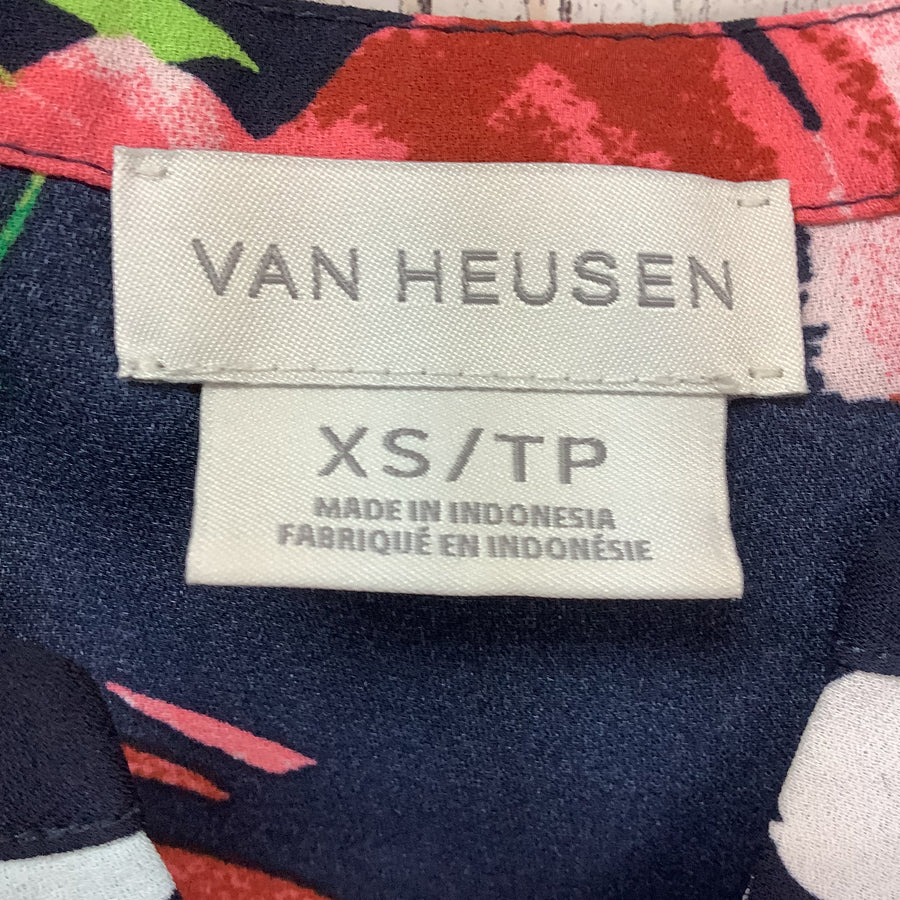 VAN HEUSEN
XS/TP
MADE IN INDONESIA
FABRIQUÉ EN INDONÉSIE